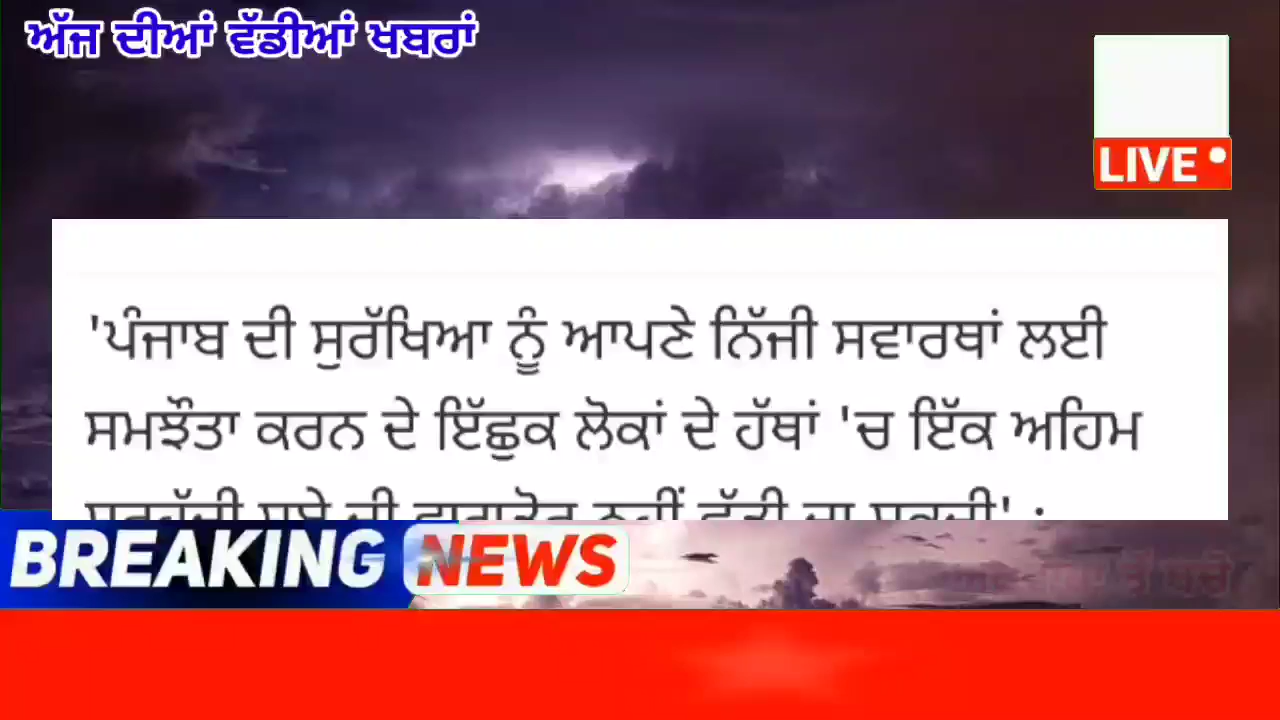 ਅੱਜ ਦੀਆਂ ਵੱਡੀਆਂ ਖਬਰਾਂ
LIVE
'ਪੰਜਾਬ ਦੀ ਸੁਰੱਖਿਆ ਨੂੰ ਆਪਣੇ ਨਿੱਜੀ ਸਵਾਰਥਾਂ ਲਈ
ਸਮਝੌਤਾ ਕਰਨ ਦੇ ਇੱਛੁਕ ਲੋਕਾਂ ਦੇ ਹੱਥਾਂ 'ਚ ਇੱਕ ਅਹਿਮ
BREAKING NEWS